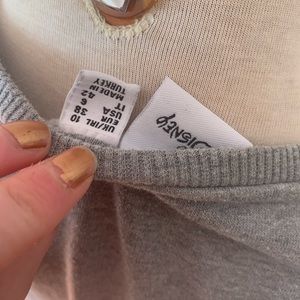 UK/IRL 10
EUR 38
USA 6
IT 42
MADE IN
TURKEY
Disney